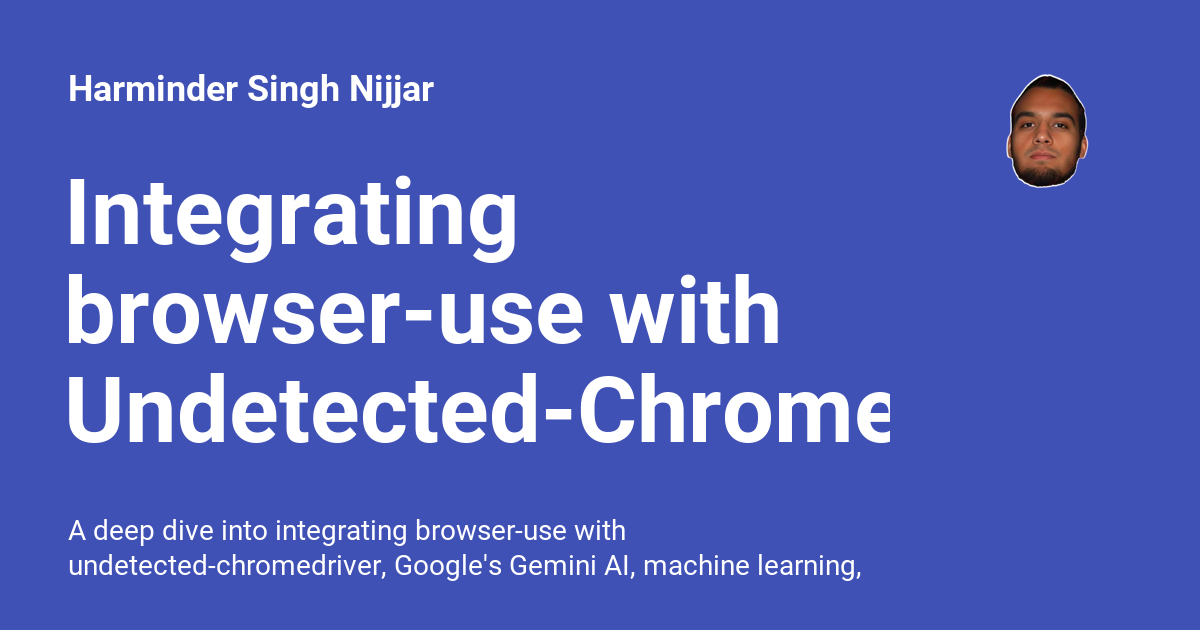 Harminder Singh Nijjar
Integrating
browser-use with
Undetected-Chrome
A deep dive into integrating browser-use with
undetected-chromedriver, Google's Gemini AI, machine learning,